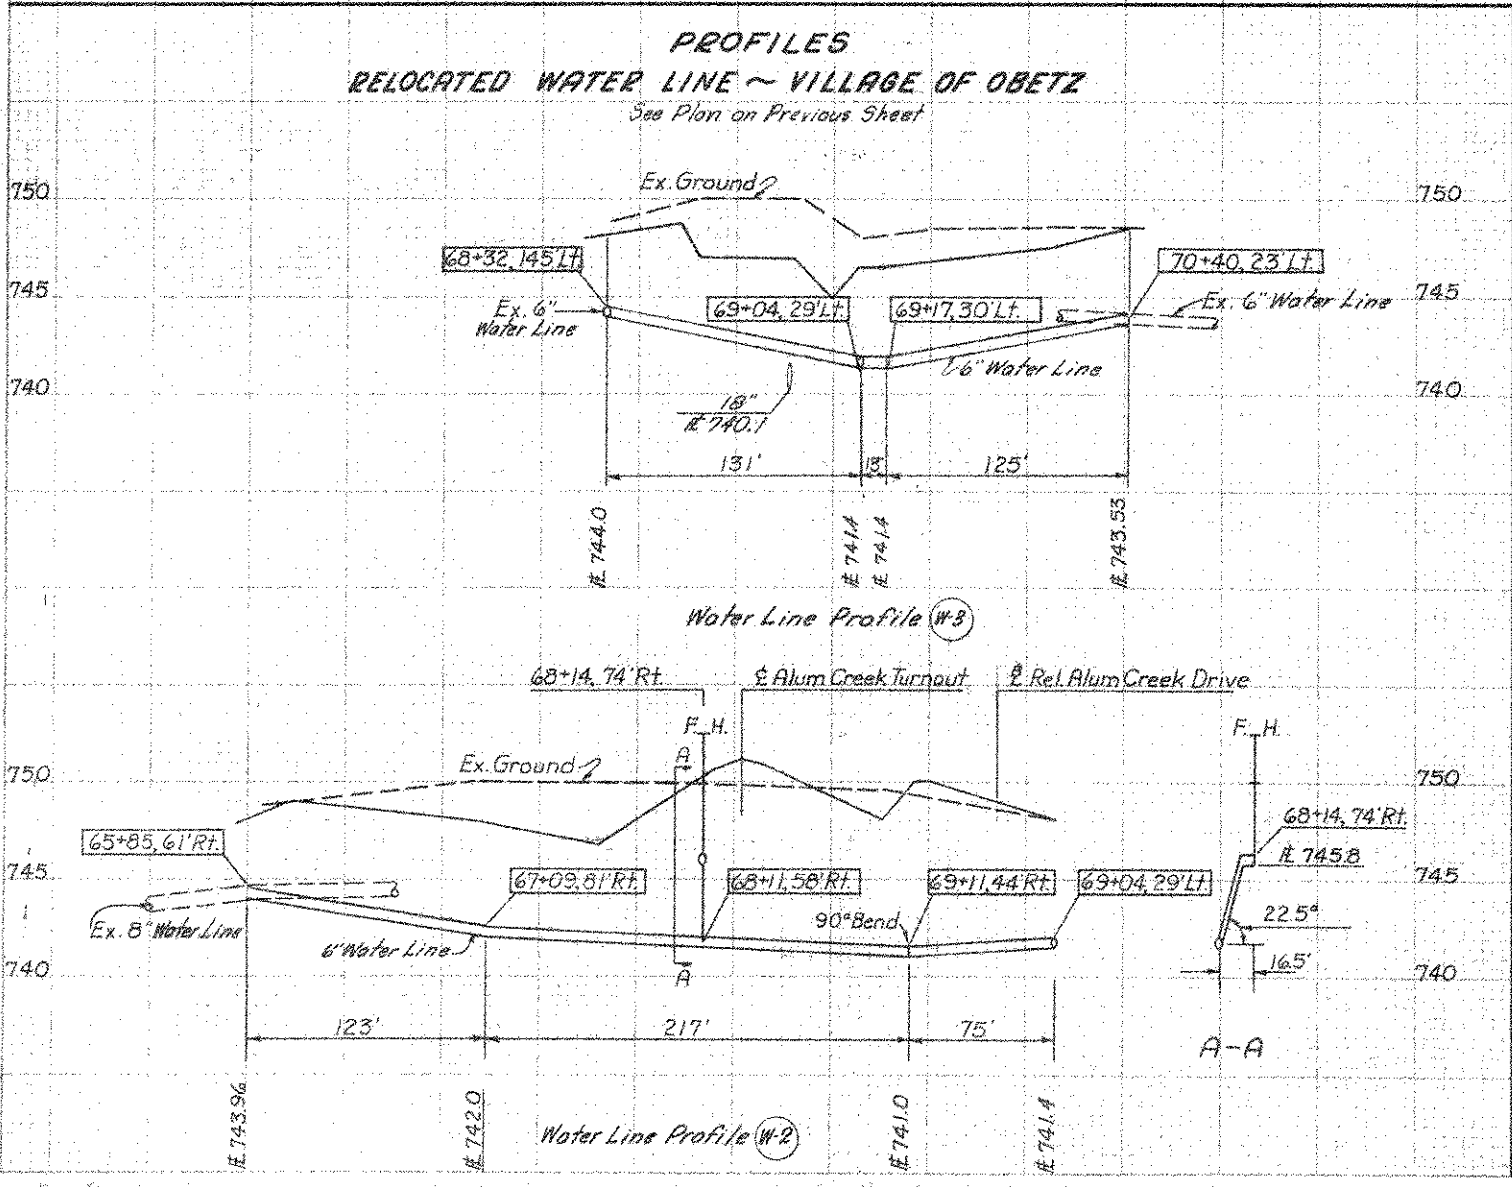 PROFILES
RELOCATED WATER LINE ~ VILLAGE OF OBETZ
See Plan on Previous Sheet
Ex. Ground
750
750
68+32, 145' Lt.
70+40, 23' Lt.
745
745
Ex. 6"
Water Line
69+04, 29' Lt.
69+17, 30' Lt.
Ex. 6" Water Line
6" Water Line
740
740
18"
℄ 740.1
131'
13'
125'
℄ 744.0
℄ 741.4
℄ 741.4
℄ 743.53
Water Line Profile W-3
68+14, 74' Rt.
℄ Alum Creek Turnout
℄ Rel. Alum Creek Drive
F. H.
F. H.
A
Ex. Ground
750
750
65+85, 61' Rt.
68+14, 74' Rt.
℄ 745.8
745
745
67+09, 81' Rt.
68+11, 58' Rt.
69+11, 44' Rt.
69+04, 29' Lt.
90° Bend
22.5°
Ex. 8" Water Line
6" Water Line
740
740
A
16.5'
123'
217'
75'
A-A
℄ 743.96
℄ 742.0
℄ 741.0
℄ 741.4
Water Line Profile W-2